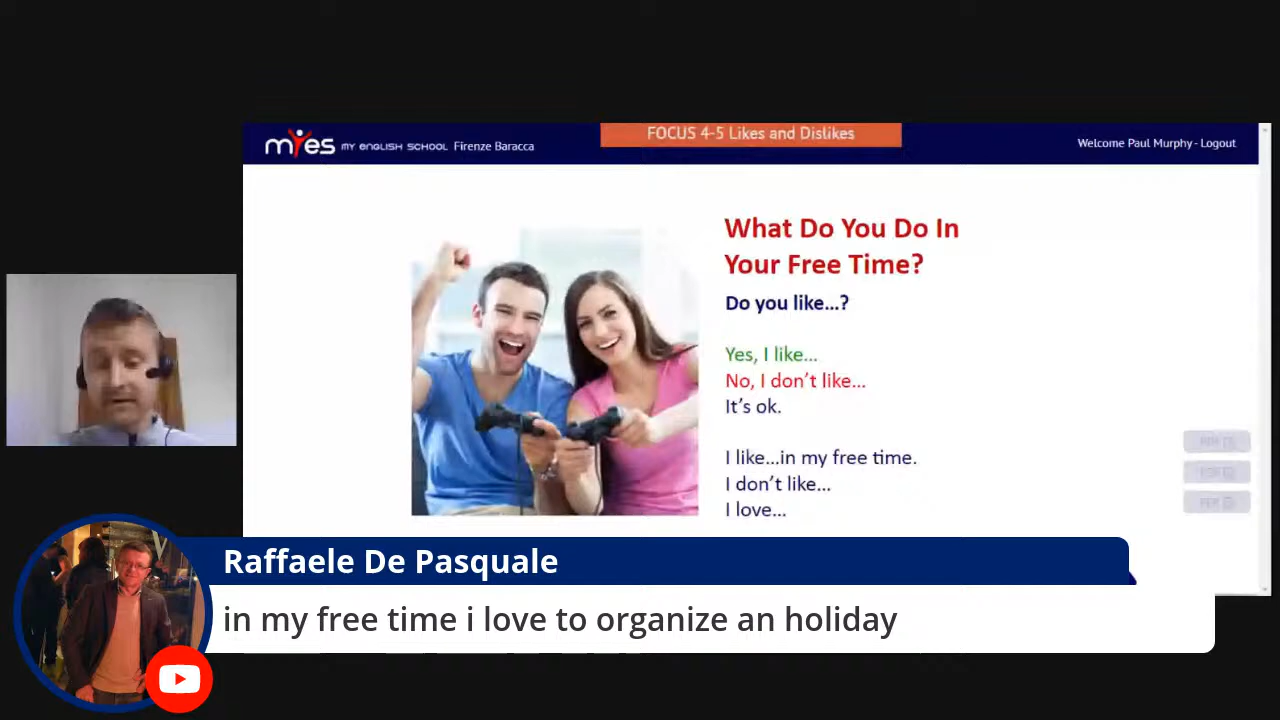 FOCUS 4-5 Likes and Dislikes
myes MY ENGLISH SCHOOL Firenze Baracca
Welcome Paul Murphy - Logout
What Do You Do In
Your Free Time?
Do you like...?
Yes, I like...
No, I don't like...
It's ok.
I like...in my free time.
I don't like...
I love...
Raffaele De Pasquale
in my free time i love to organize an holiday